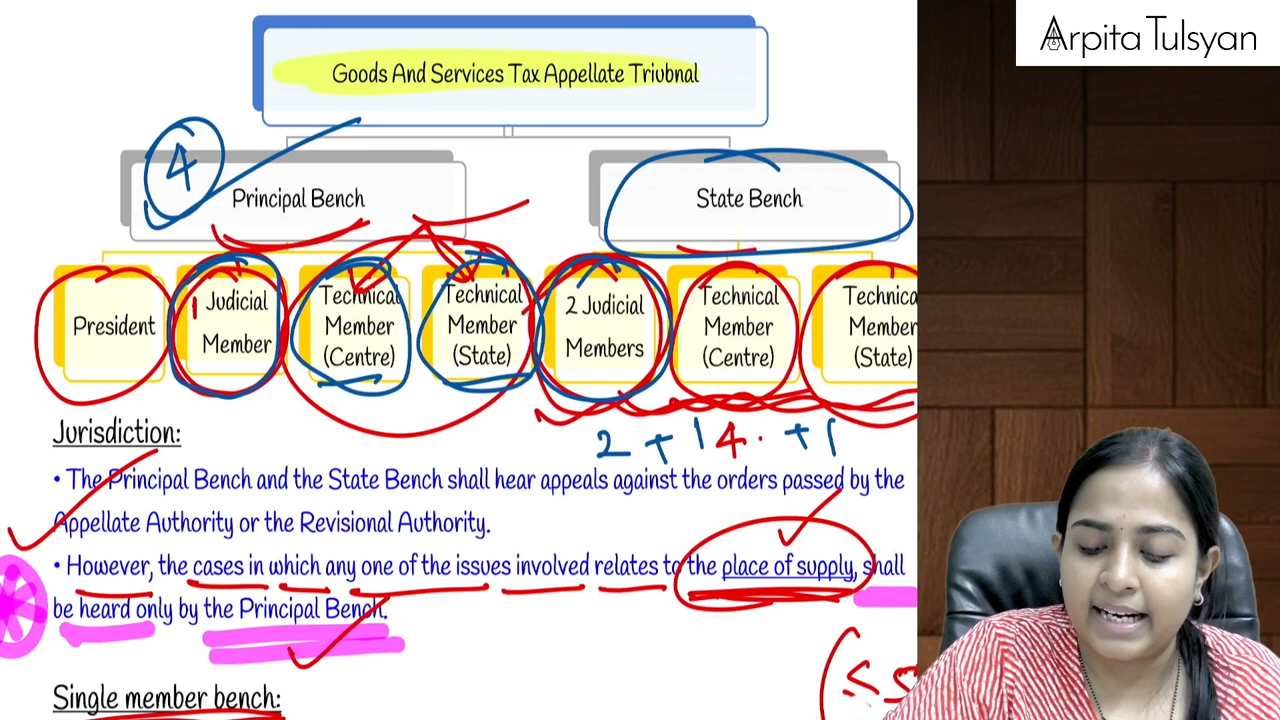 Arpita Tulsyan
Goods And Services Tax Appellate Triubnal
4
Principal Bench
State Bench
President
1 Judicial
Member
Technical
Member
(Centre)
Technical
Member
(State)
2 Judicial
Members
Technical
Member
(Centre)
Technica
Member
(State)
2 + 1 4. + 1
Jurisdiction:
• The Principal Bench and the State Bench shall hear appeals against the orders passed by the
Appellate Authority or the Revisional Authority.
• However, the cases in which any one of the issues involved relates to the place of supply, shall
be heard only by the Principal Bench.
Single member bench: